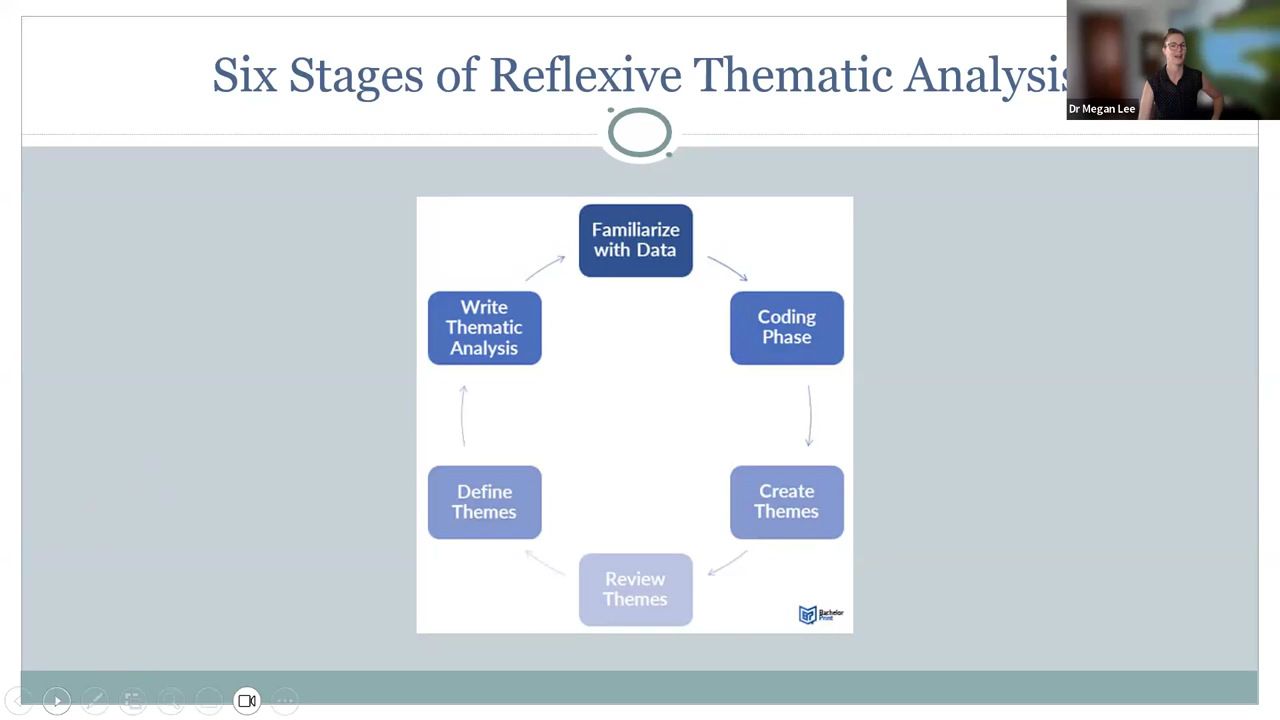 Six Stages of Reflexive Thematic Analysis
Dr Megan Lee
Familiarize
with Data
Coding
Phase
Create
Themes
Review
Themes
Define
Themes
Write
Thematic
Analysis
Bachelor
Print